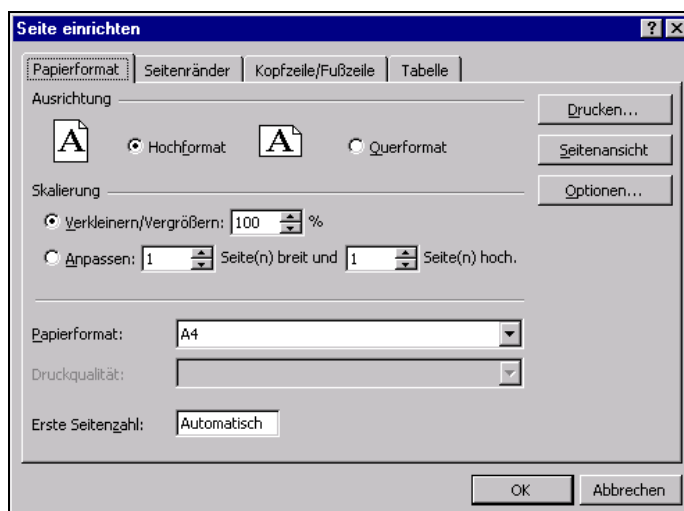 Seite einrichten
Papierformat Seitenränder Kopfzeile/Fußzeile Tabelle
Ausrichtung
Drucken...
A Hochformat A Querformat
Seitenansicht
Skalierung
Optionen...
Verkleinern/Vergrößern: 100 %
Anpassen: 1 Seite(n) breit und 1 Seite(n) hoch.
Papierformat: A4
Druckqualität:
Erste Seitenzahl: Automatisch
OK Abbrechen